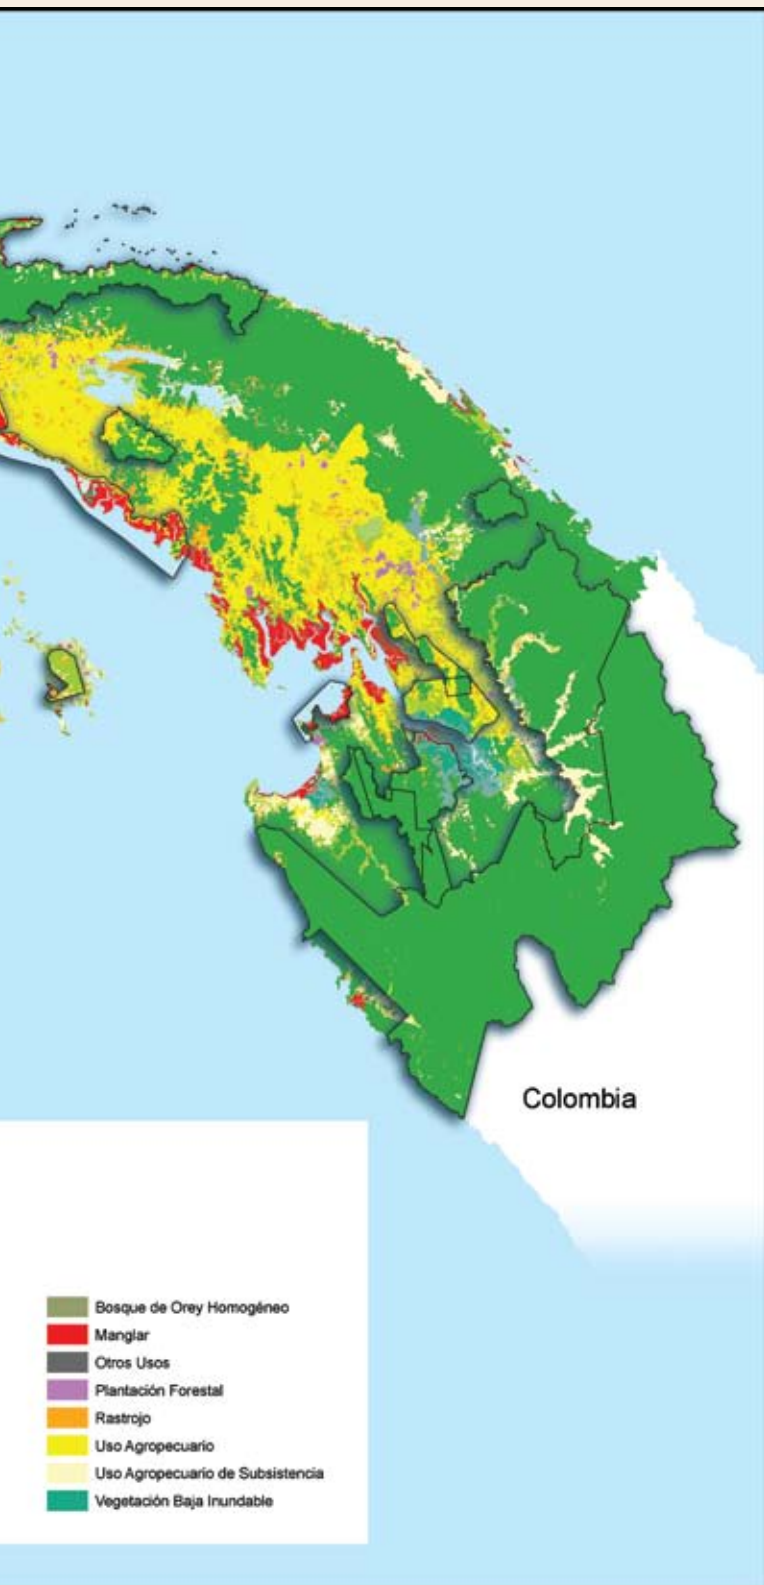 Colombia
Bosque de Orey Homogéneo
Manglar
Otros Usos
Plantación Forestal
Rastrojo
Uso Agropecuario
Uso Agropecuario de Subsistencia
Vegetación Baja Inundable